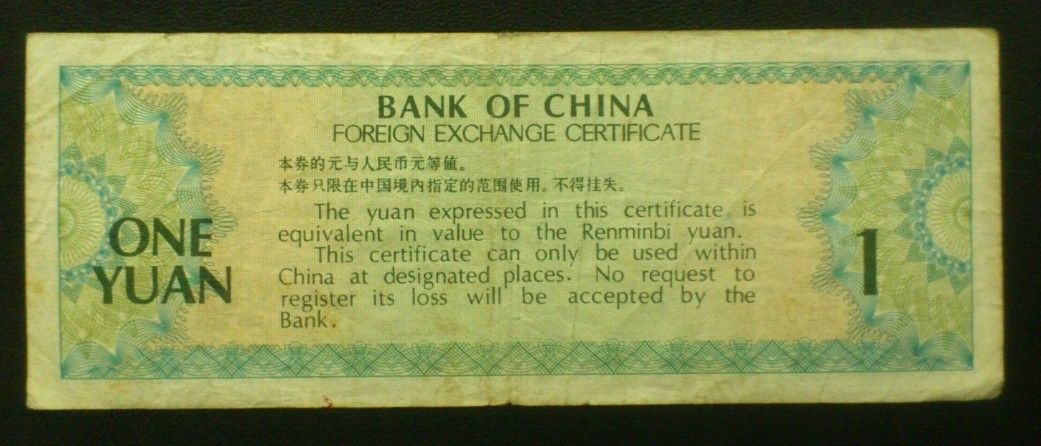 BANK OF CHINA
FOREIGN EXCHANGE CERTIFICATE
本券的元与人民币元等值。
本券只限在中国境内指定的范围使用。不得挂失。
The yuan expressed in this certificate is
equivalent in value to the Renminbi yuan.
This certificate can only be used within
China at designated places. No request to
register its loss will be accepted by the
Bank.
ONE
YUAN
1